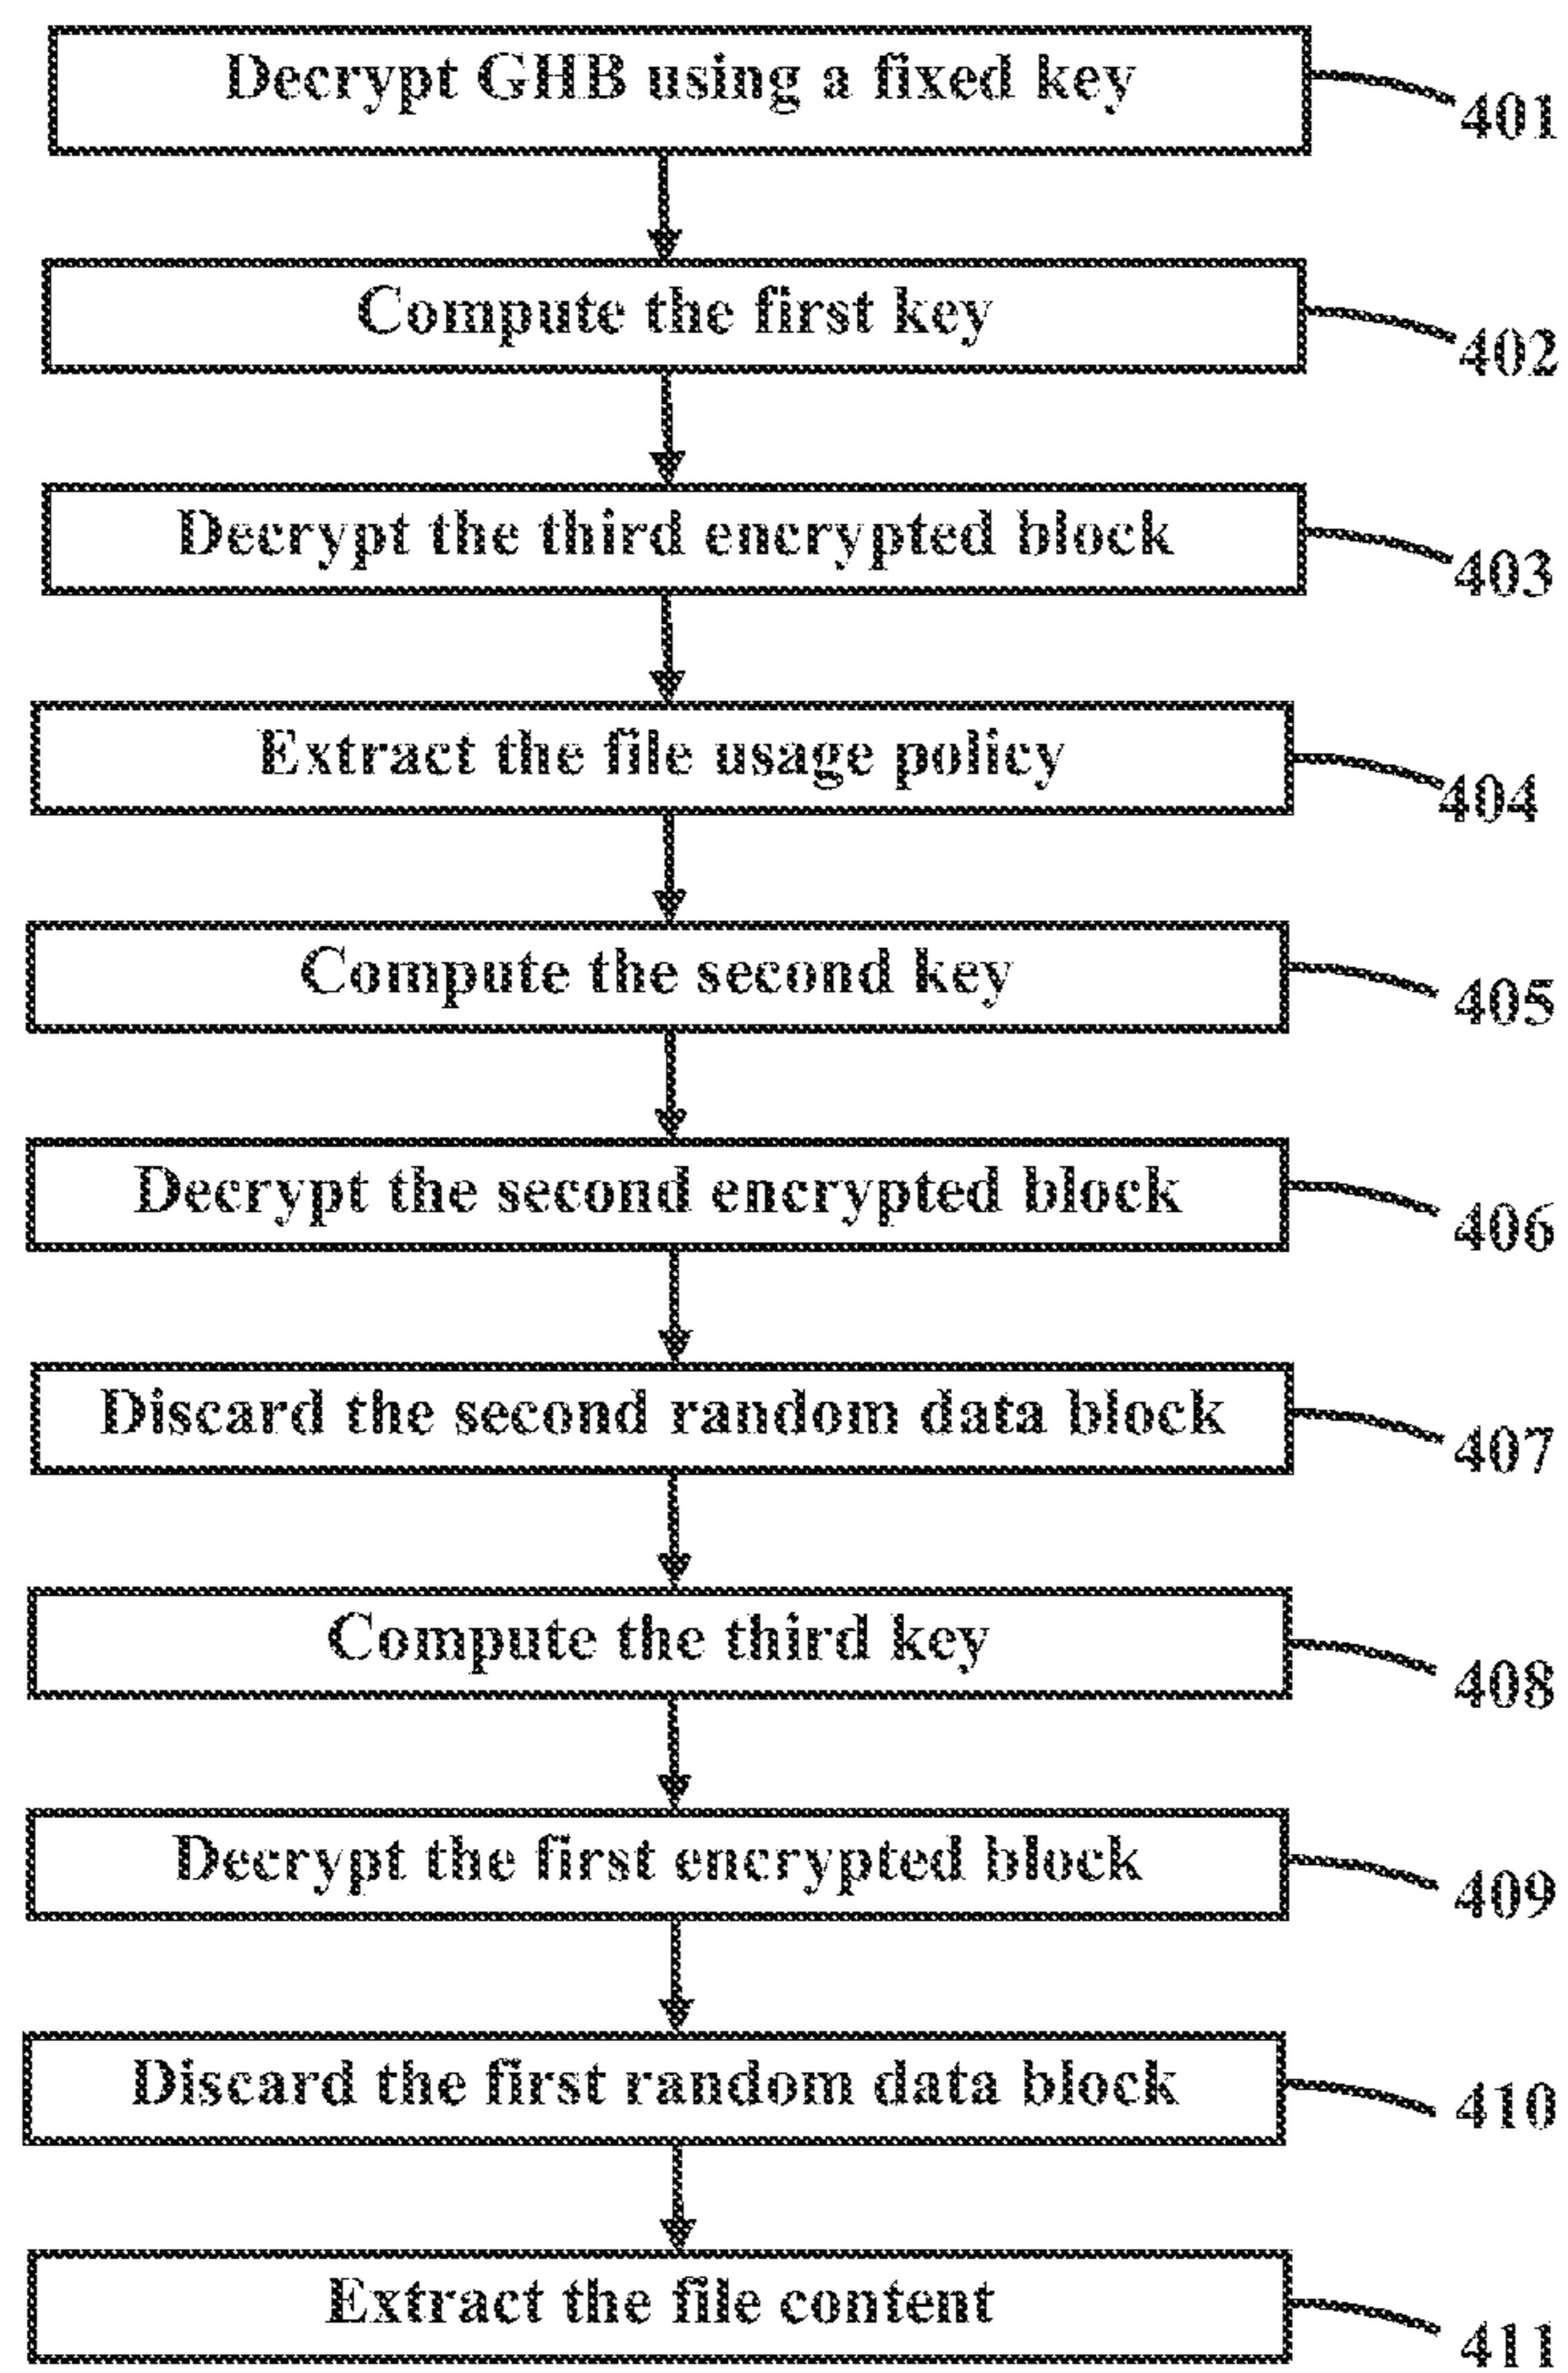 Decrypt GHB using a fixed key
401
Compute the first key
402
Decrypt the third encrypted block
403
Extract the file usage policy
404
Compute the second key
405
Decrypt the second encrypted block
406
Discard the second random data block
407
Compute the third key
408
Decrypt the first encrypted block
409
Discard the first random data block
410
Extract the file content
411